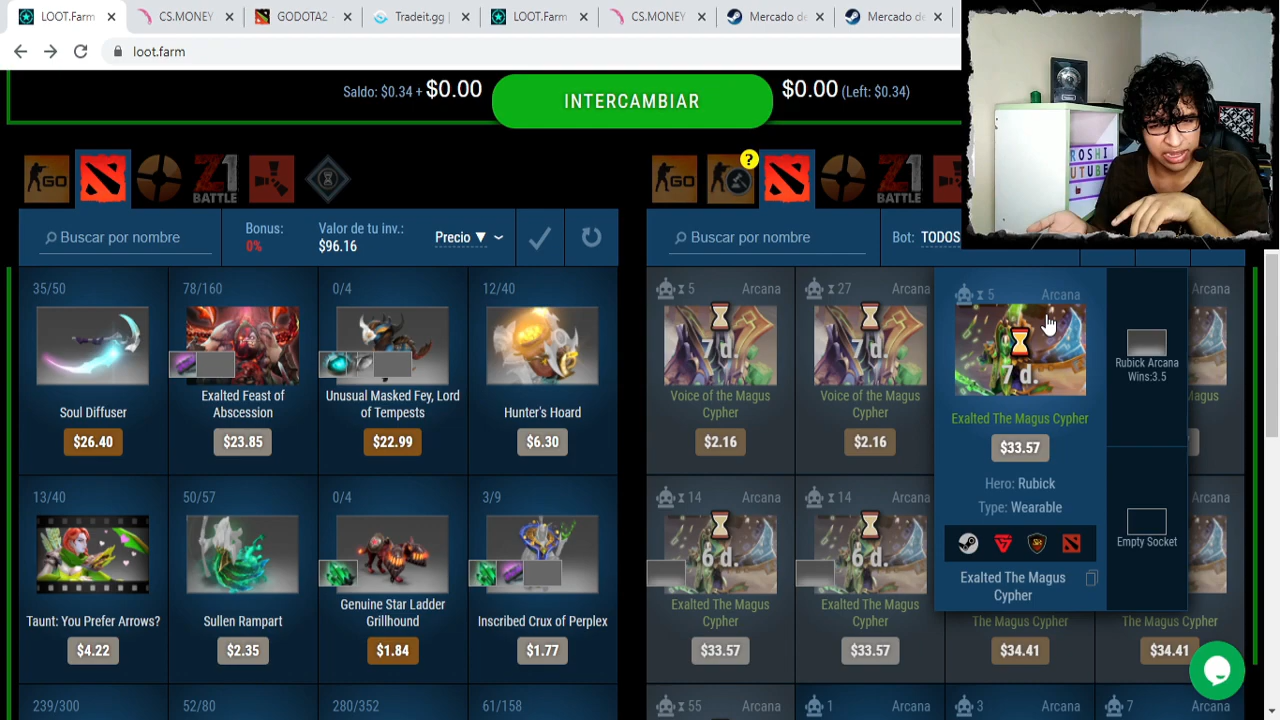 LOOT.Farm
CS.MONEY
GODOTA2 -
Tradeit.gg |
LOOT.Farm
CS.MONEY
Mercado de
Mercado de
loot.farm
Saldo: $0.34 + $0.00
INTERCAMBIAR
$0.00 (Left: $0.34)
ROSHI
UTUBE
GO
Z1
BATTLE
GO
?
Z1
BATTLE
Buscar por nombre
Bonus:
0%
Valor de tu inv.:
$96.16
Precio ▼
Buscar por nombre
Bot: TODOS
35/50
Soul Diffuser
$26.40
78/160
Exalted Feast of
Abscession
$23.85
0/4
Unusual Masked Fey, Lord
of Tempests
$22.99
12/40
Hunter's Hoard
$6.30
5
Arcana
7 d.
Voice of the Magus
Cypher
$2.16
27
Arcana
7 d.
Voice of the Magus
Cypher
$2.16
5
Arcana
7 d.
Exalted The Magus Cypher
$33.57
Hero: Rubick
Type: Wearable
Exalted The Magus
Cypher
Rubick Arcana
Wins:3.5
Empty Socket
13/40
Taunt: You Prefer Arrows?
$4.22
50/57
Sullen Rampart
$2.35
0/4
Genuine Star Ladder
Grillhound
$1.84
3/9
Inscribed Crux of Perplex
$1.77
14
Arcana
6 d.
Exalted The Magus
Cypher
$33.57
14
Arcana
6 d.
Exalted The Magus
Cypher
$33.57
The Magus Cypher
$34.41
The Magus Cypher
$34.41
239/300
52/80
280/352
61/158
55
Arcana
1
Arcana
3
Arcana
7
Arcana